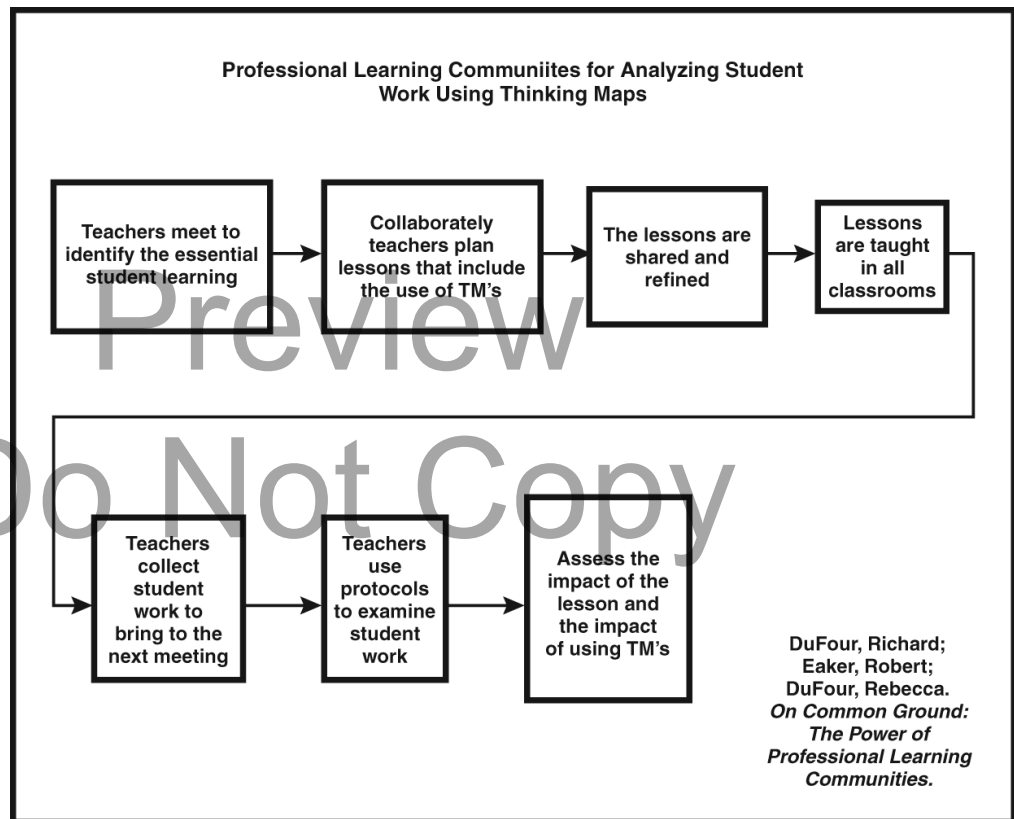 Professional Learning Communiites for Analyzing Student
Work Using Thinking Maps
Teachers meet to
identify the essential
student learning
Collaborately
teachers plan
lessons that include
the use of TM's
The lessons are
shared and
refined
Lessons
are taught
in all
classrooms
Preview
Do Not Copy
Teachers
collect
student
work to
bring to the
next meeting
Teachers
use
protocols
to examine
student
work
Assess the
impact of the
lesson and
the impact
of using TM's
DuFour, Richard;
Eaker, Robert;
DuFour, Rebecca.
On Common Ground:
The Power of
Professional Learning
Communities.